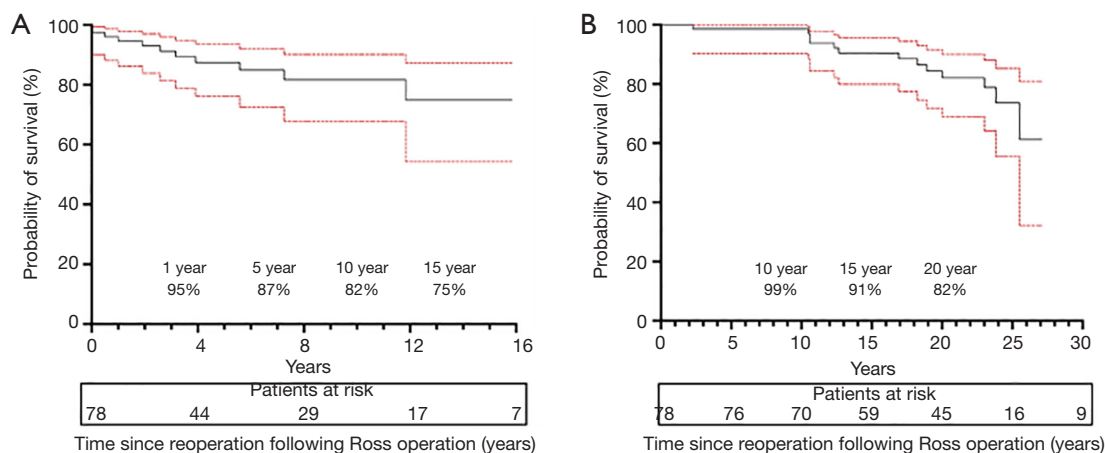 A
Probability of survival (%)
100
80
60
40
20
0
1 year 5 year 10 year 15 year
95% 87% 82% 75%
0 4 8 12 16
Years
Patients at risk
78 44 29 17 7
Time since reoperation following Ross operation (years)
B
Probability of survival (%)
100
80
60
40
20
0
10 year 15 year 20 year
99% 91% 82%
0 5 10 15 20 25 30
Years
Patients at risk
78 76 70 59 45 16 9
Time since reoperation following Ross operation (years)